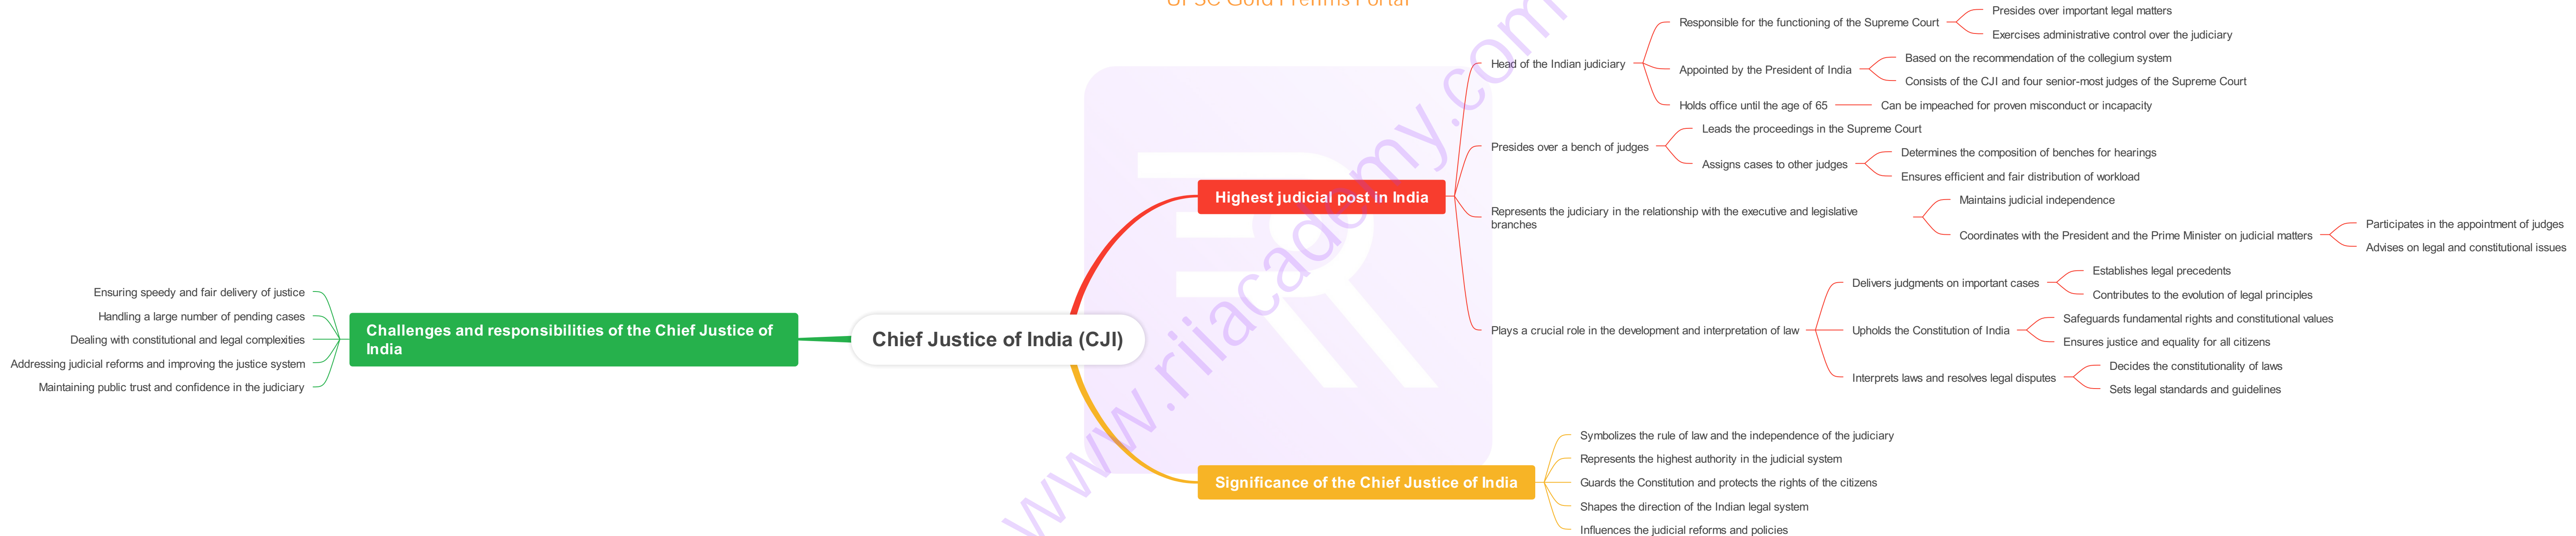 UPSC Gold Prelims Portal
www.riiiacademy.com
Chief Justice of India (CJI)
Highest judicial post in India
Head of the Indian judiciary
Responsible for the functioning of the Supreme Court
Presides over important legal matters
Exercises administrative control over the judiciary
Appointed by the President of India
Based on the recommendation of the collegium system
Consists of the CJI and four senior-most judges of the Supreme Court
Holds office until the age of 65
Can be impeached for proven misconduct or incapacity
Presides over a bench of judges
Leads the proceedings in the Supreme Court
Assigns cases to other judges
Determines the composition of benches for hearings
Ensures efficient and fair distribution of workload
Represents the judiciary in the relationship with the executive and legislative
branches
Maintains judicial independence
Coordinates with the President and the Prime Minister on judicial matters
Participates in the appointment of judges
Advises on legal and constitutional issues
Plays a crucial role in the development and interpretation of law
Delivers judgments on important cases
Establishes legal precedents
Contributes to the evolution of legal principles
Upholds the Constitution of India
Safeguards fundamental rights and constitutional values
Ensures justice and equality for all citizens
Interprets laws and resolves legal disputes
Decides the constitutionality of laws
Sets legal standards and guidelines
Significance of the Chief Justice of India
Symbolizes the rule of law and the independence of the judiciary
Represents the highest authority in the judicial system
Guards the Constitution and protects the rights of the citizens
Shapes the direction of the Indian legal system
Influences the judicial reforms and policies
Challenges and responsibilities of the Chief Justice of
India
Ensuring speedy and fair delivery of justice
Handling a large number of pending cases
Dealing with constitutional and legal complexities
Addressing judicial reforms and improving the justice system
Maintaining public trust and confidence in the judiciary